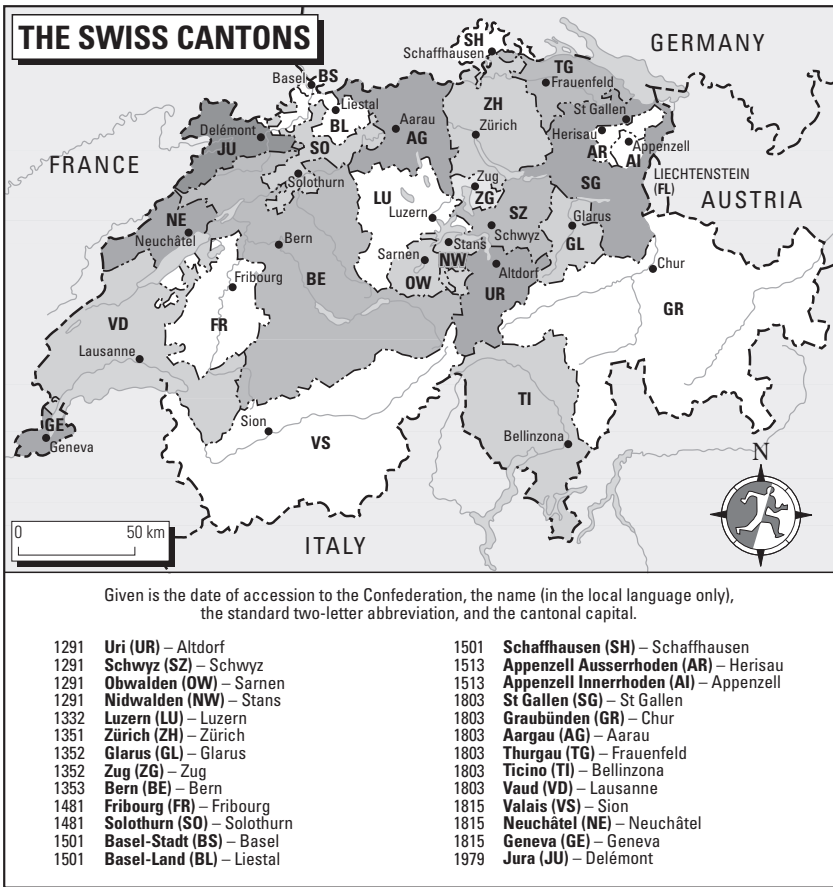 THE SWISS CANTONS
SH
Schaffhausen
GERMANY
Basel
BS
TG
Frauenfeld
Liestal
BL
ZH
St Gallen
Delémont
JU
SO
Aarau
AG
Zürich
Herisau
AR
AI
Appenzell
FRANCE
Solothurn
LU
Zug
ZG
SG
LIECHTENSTEIN
(FL)
AUSTRIA
NE
Neuchâtel
Luzern
SZ
Schwyz
Glarus
GL
Bern
Sarnen
Stans
NW
Altdorf
Chur
Fribourg
BE
OW
UR
GR
VD
FR
Lausanne
TI
GE
Geneva
Sion
VS
Bellinzona
N
0 50 km
ITALY
Given is the date of accession to the Confederation, the name (in the local language only),
the standard two-letter abbreviation, and the cantonal capital.
1291 Uri (UR) – Altdorf
1291 Schwyz (SZ) – Schwyz
1291 Obwalden (OW) – Sarnen
1291 Nidwalden (NW) – Stans
1332 Luzern (LU) – Luzern
1351 Zürich (ZH) – Zürich
1352 Glarus (GL) – Glarus
1352 Zug (ZG) – Zug
1353 Bern (BE) – Bern
1481 Fribourg (FR) – Fribourg
1481 Solothurn (SO) – Solothurn
1501 Basel-Stadt (BS) – Basel
1501 Basel-Land (BL) – Liestal
1501 Schaffhausen (SH) – Schaffhausen
1513 Appenzell Ausserrhoden (AR) – Herisau
1513 Appenzell Innerrhoden (AI) – Appenzell
1803 St Gallen (SG) – St Gallen
1803 Graubünden (GR) – Chur
1803 Aargau (AG) – Aarau
1803 Thurgau (TG) – Frauenfeld
1803 Ticino (TI) – Bellinzona
1803 Vaud (VD) – Lausanne
1815 Valais (VS) – Sion
1815 Neuchâtel (NE) – Neuchâtel
1815 Geneva (GE) – Geneva
1979 Jura (JU) – Delémont